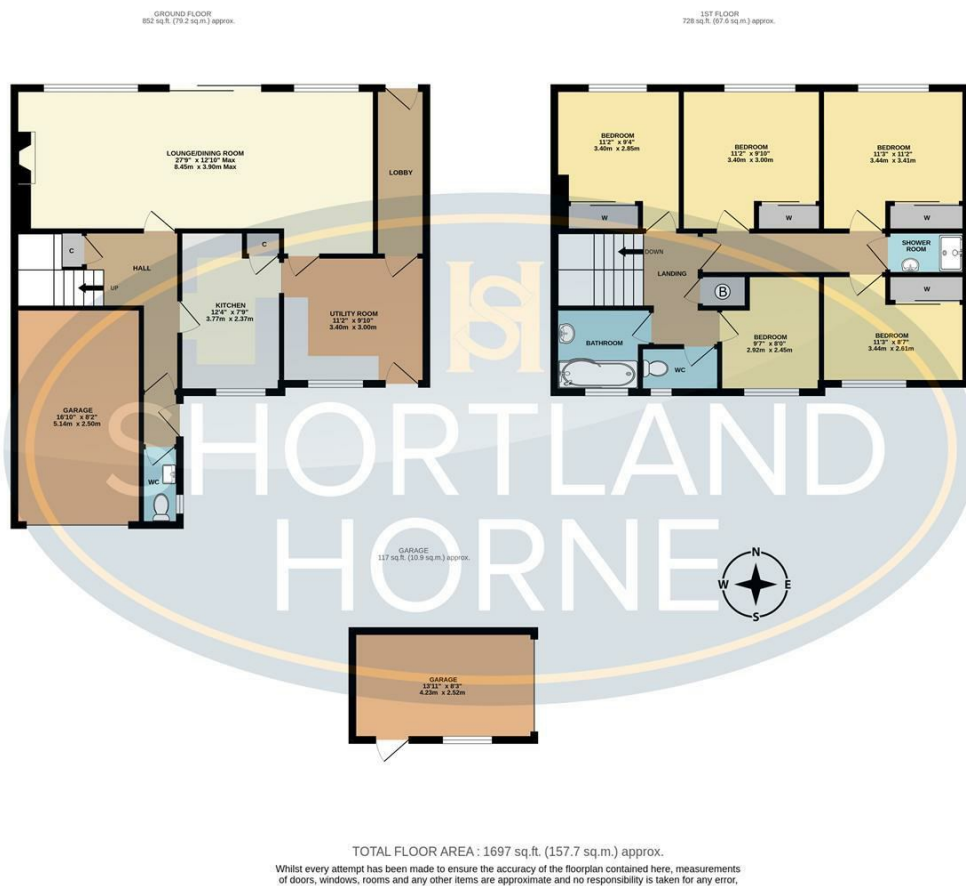 GROUND FLOOR
852 sq.ft. (79.2 sq.m.) approx.
1ST FLOOR
728 sq.ft. (67.6 sq.m.) approx.
LOUNGE/DINING ROOM
27'9" x 12'10" Max
8.45m x 3.90m Max
LOBBY
C
HALL
UP
C
KITCHEN
12'4" x 7'9"
3.77m x 2.37m
UTILITY ROOM
11'2" x 9'10"
3.40m x 3.00m
GARAGE
16'10" x 8'2"
5.14m x 2.50m
WC
BEDROOM
11'2" x 9'4"
3.40m x 2.85m
BEDROOM
11'2" x 9'10"
3.40m x 3.00m
BEDROOM
11'3" x 11'2"
3.44m x 3.41m
W
W
W
DOWN
LANDING
SHOWER
ROOM
B
W
BATHROOM
WC
BEDROOM
9'7" x 8'0"
2.92m x 2.45m
BEDROOM
11'3" x 8'7"
3.44m x 2.61m
SH
SHORTLAND
HORNE
GARAGE
117 sq.ft. (10.9 sq.m.) approx.
N
W E
S
GARAGE
13'11" x 8'3"
4.23m x 2.52m
TOTAL FLOOR AREA : 1697 sq.ft. (157.7 sq.m.) approx.
Whilst every attempt has been made to ensure the accuracy of the floorplan contained here, measurements
of doors, windows, rooms and any other items are approximate and no responsibility is taken for any error,